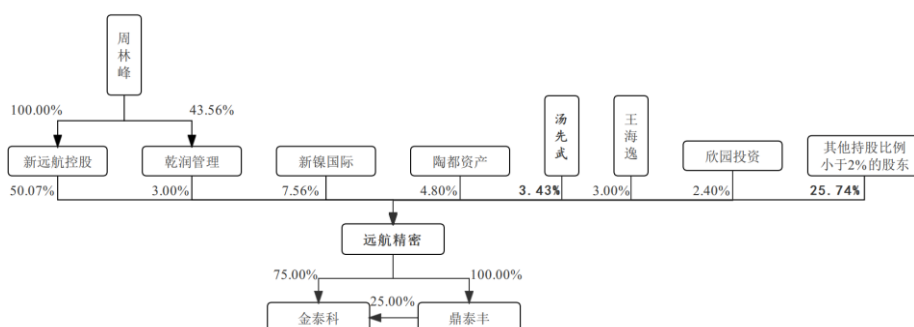 周林峰
100.00%
43.56%
新远航控股
乾润管理
新镍国际
陶都资产
汤先武
王海逸
欣园投资
其他持股比例
小于2%的股东
50.07%
3.00%
7.56%
4.80%
3.43%
3.00%
2.40%
25.74%
远航精密
75.00%
100.00%
25.00%
金泰科
鼎泰丰